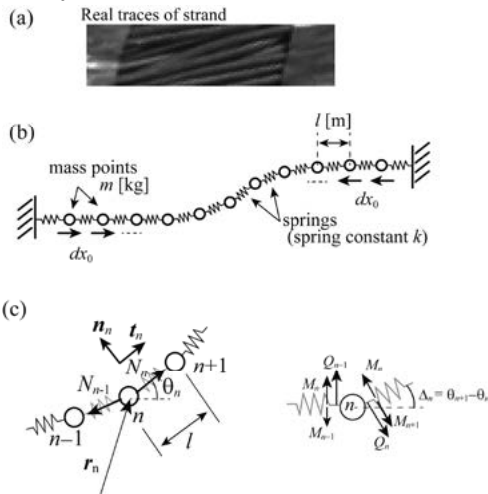 (a)
Real traces of strand
(b)
l [m]
mass points
m [kg]
dx₀
dx₀
springs
(spring constant k)
(c)
nₙ tₙ
Nₙ n+1
Nₙ₋₁ θₙ
n
n−1 l
rₙ
Qₙ₋₁ Mₙ
Mₙ
n Δₙ = θₙ₊₁−θₙ
Mₙ₋₁ Mₙ₊₁
Qₙ